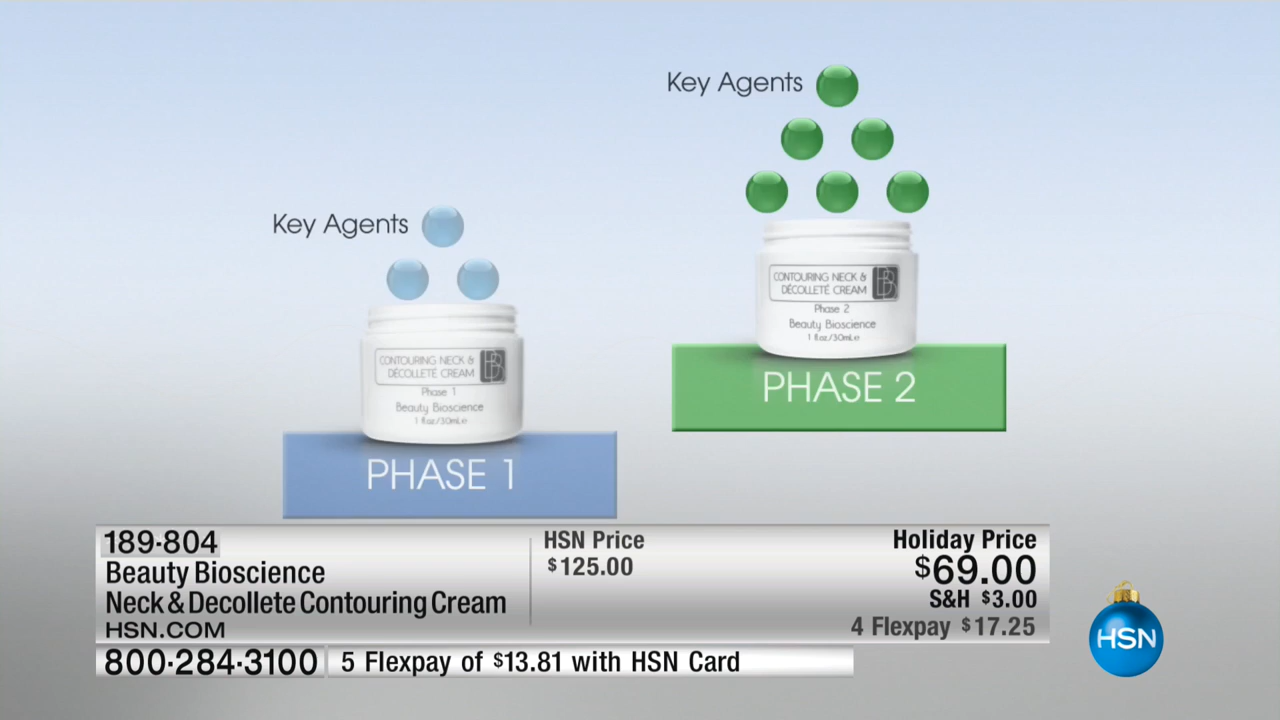 Key Agents
Key Agents
CONTOURING NECK &
DÉCOLLETÉ CREAM
Phase 2
Beauty Bioscience
1 fl.oz./30mL e
PHASE 2
CONTOURING NECK &
DÉCOLLETÉ CREAM
Phase 1
Beauty Bioscience
1 fl.oz./30mL e
PHASE 1
189·804
Beauty Bioscience
Neck & Decollete Contouring Cream
HSN.COM
HSN Price
$125.00
Holiday Price
$69.00
S&H $3.00
4 Flexpay $17.25
800·284·3100
5 Flexpay of $13.81 with HSN Card
HSN